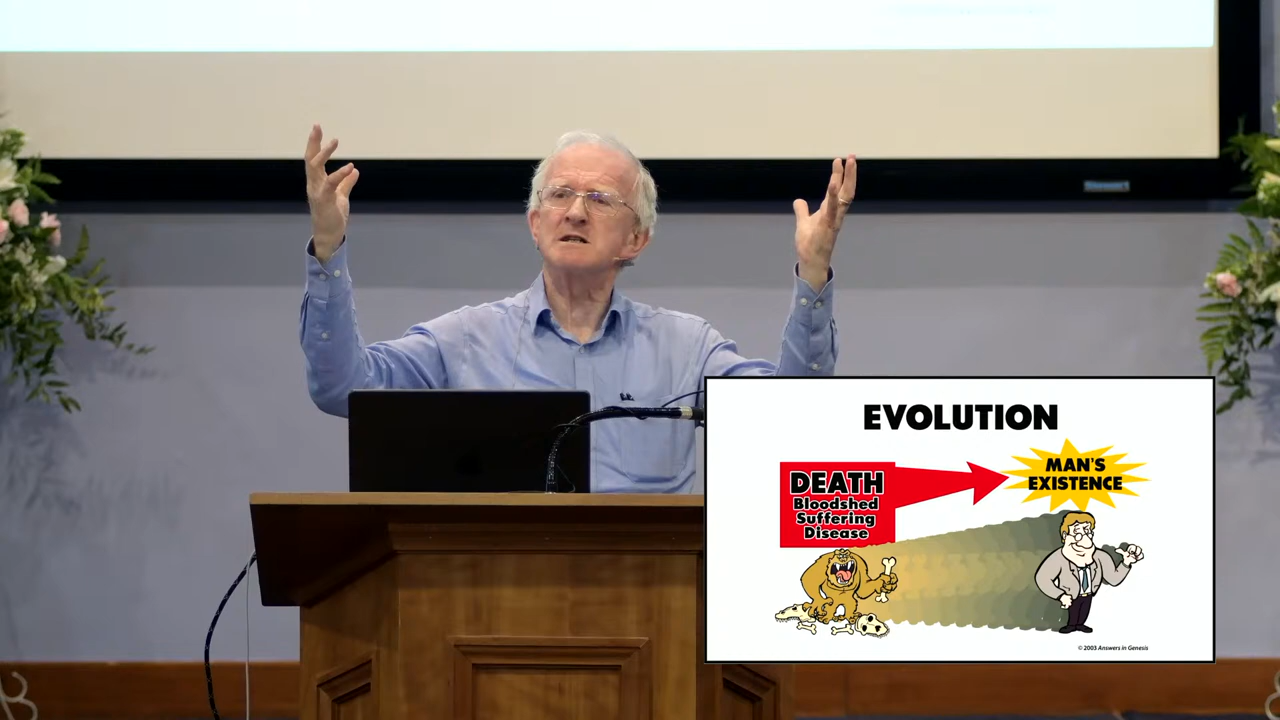 EVOLUTION
DEATH
Bloodshed
Suffering
Disease
MAN'S
EXISTENCE
© 2003 Answers in Genesis